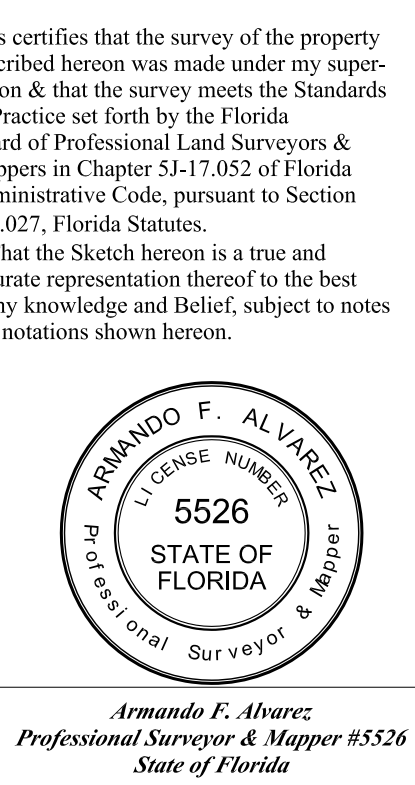 s certifies that the survey of the property
cribed hereon was made under my super-
on & that the survey meets the Standards
Practice set forth by the Florida
ard of Professional Land Surveyors &
ppers in Chapter 5J-17.052 of Florida
ministrative Code, pursuant to Section
.027, Florida Statutes.
hat the Sketch hereon is a true and
urate representation thereof to the best
ny knowledge and Belief, subject to notes
notations shown hereon.
ARMANDO F. ALVAREZ
LICENSE NUMBER
5526
STATE OF
FLORIDA
Professional Surveyor & Mapper
Armando F. Alvarez
Professional Surveyor & Mapper #5526
State of Florida